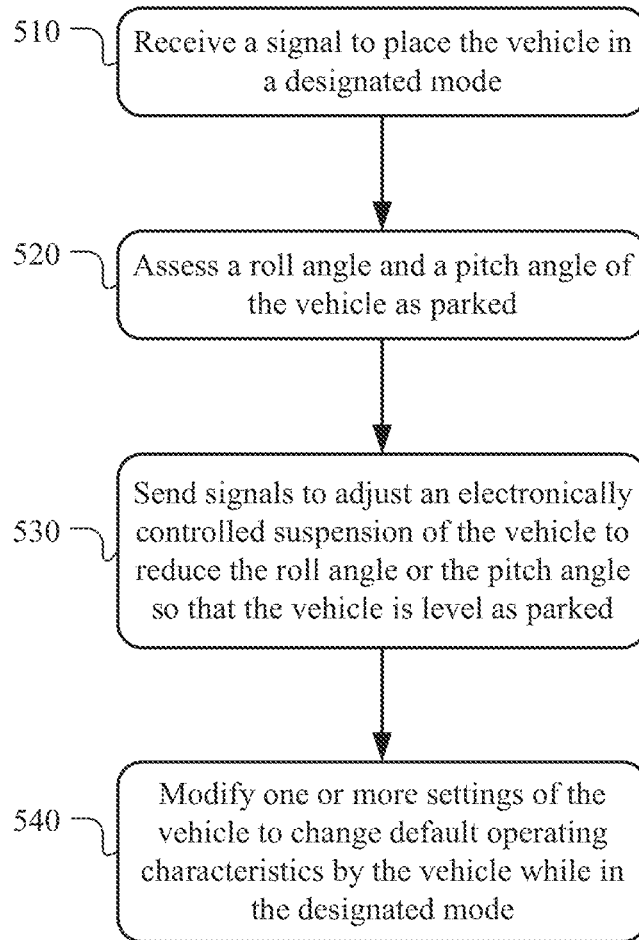 510
Receive a signal to place the vehicle in
a designated mode
520
Assess a roll angle and a pitch angle of
the vehicle as parked
530
Send signals to adjust an electronically
controlled suspension of the vehicle to
reduce the roll angle or the pitch angle
so that the vehicle is level as parked
540
Modify one or more settings of the
vehicle to change default operating
characteristics by the vehicle while in
the designated mode